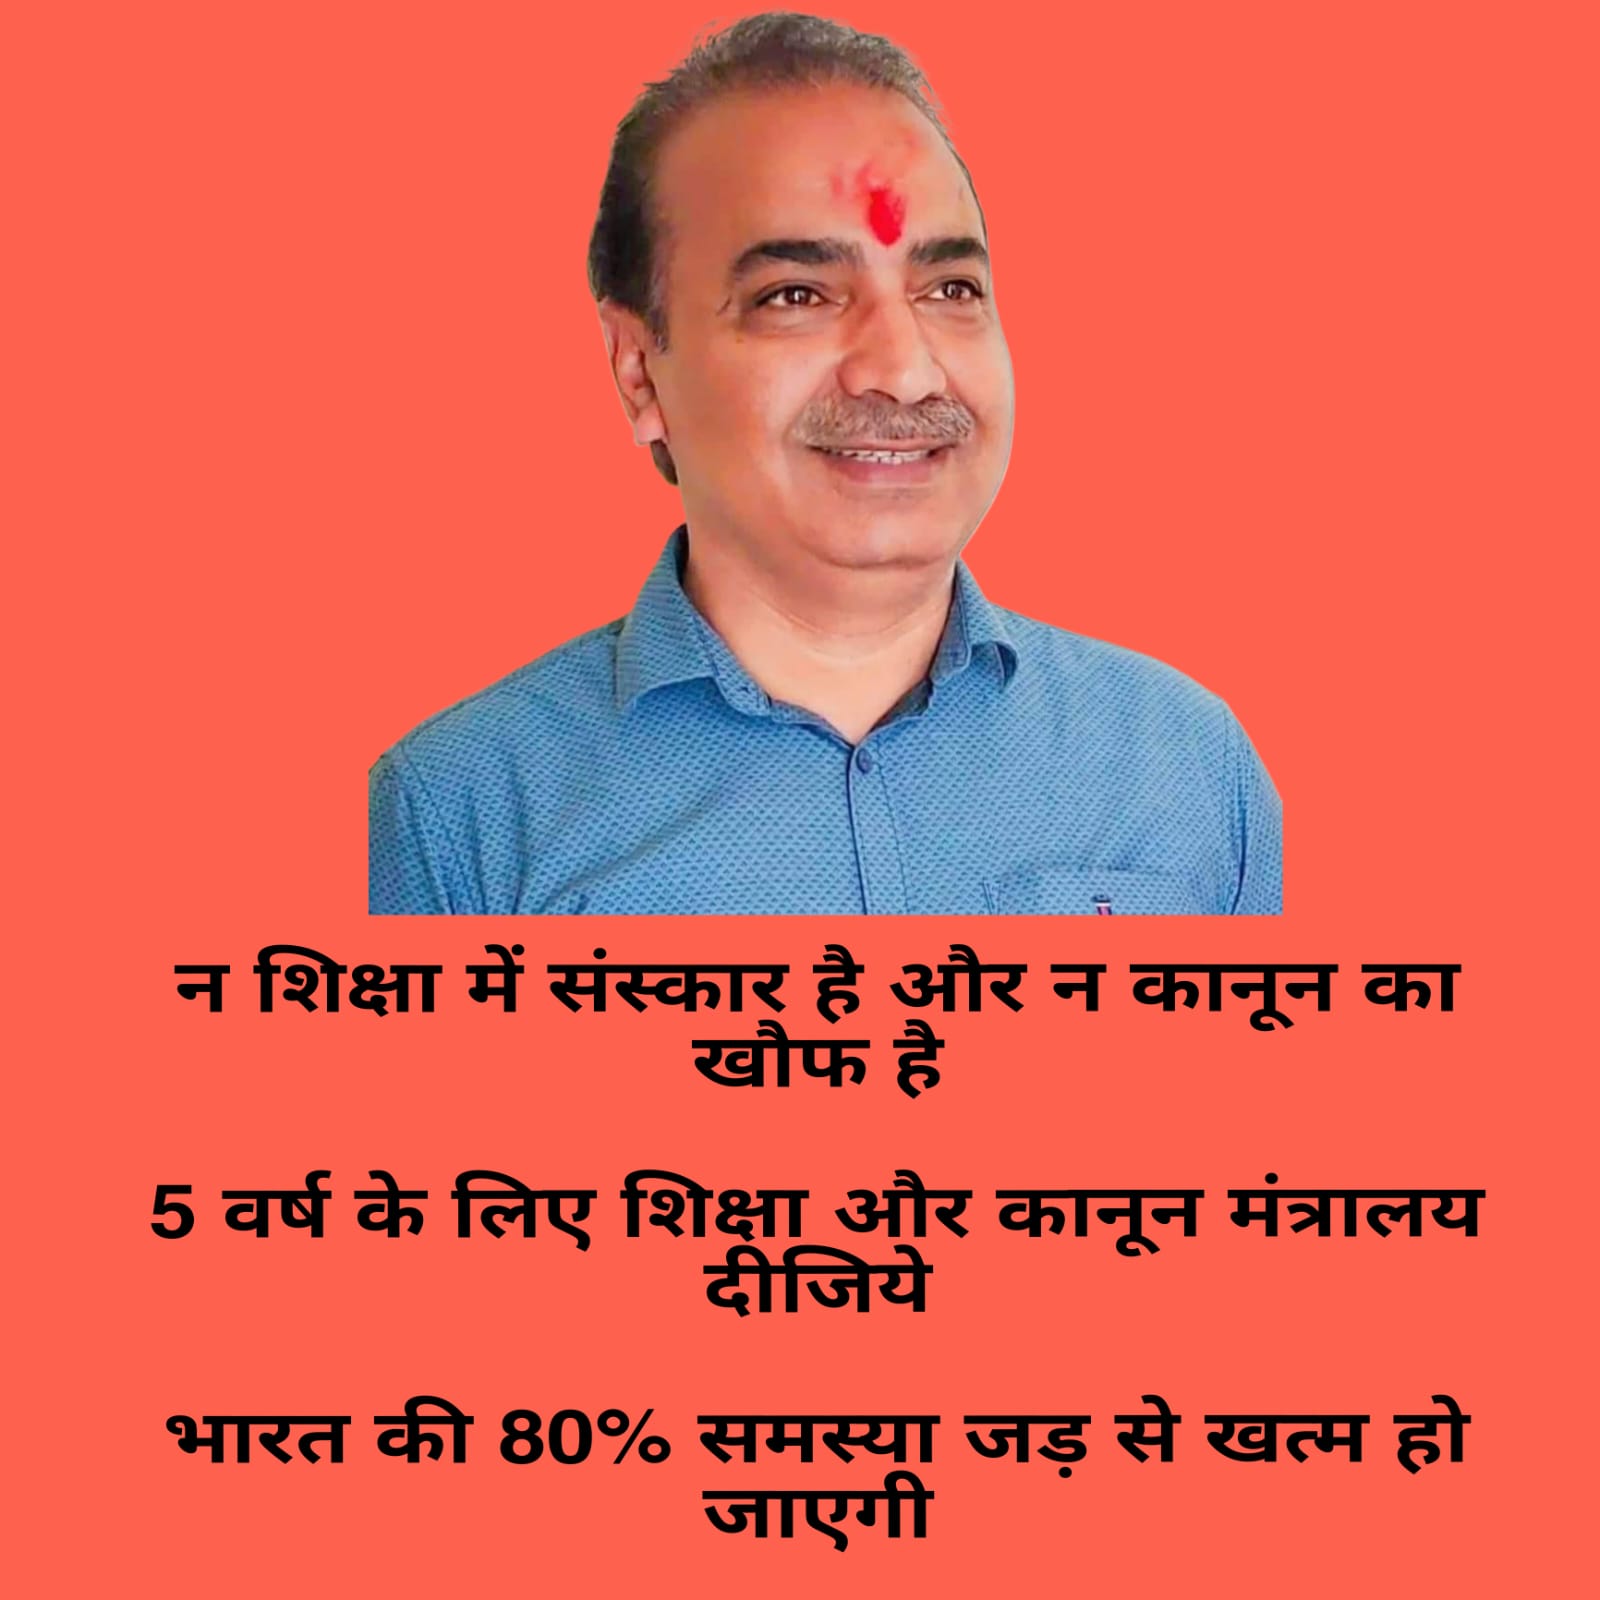 न शिक्षा में संस्कार है और न कानून का
खौफ है
5 वर्ष के लिए शिक्षा और कानून मंत्रालय
दीजिये
भारत की 80% समस्या जड़ से खत्म हो
जाएगी